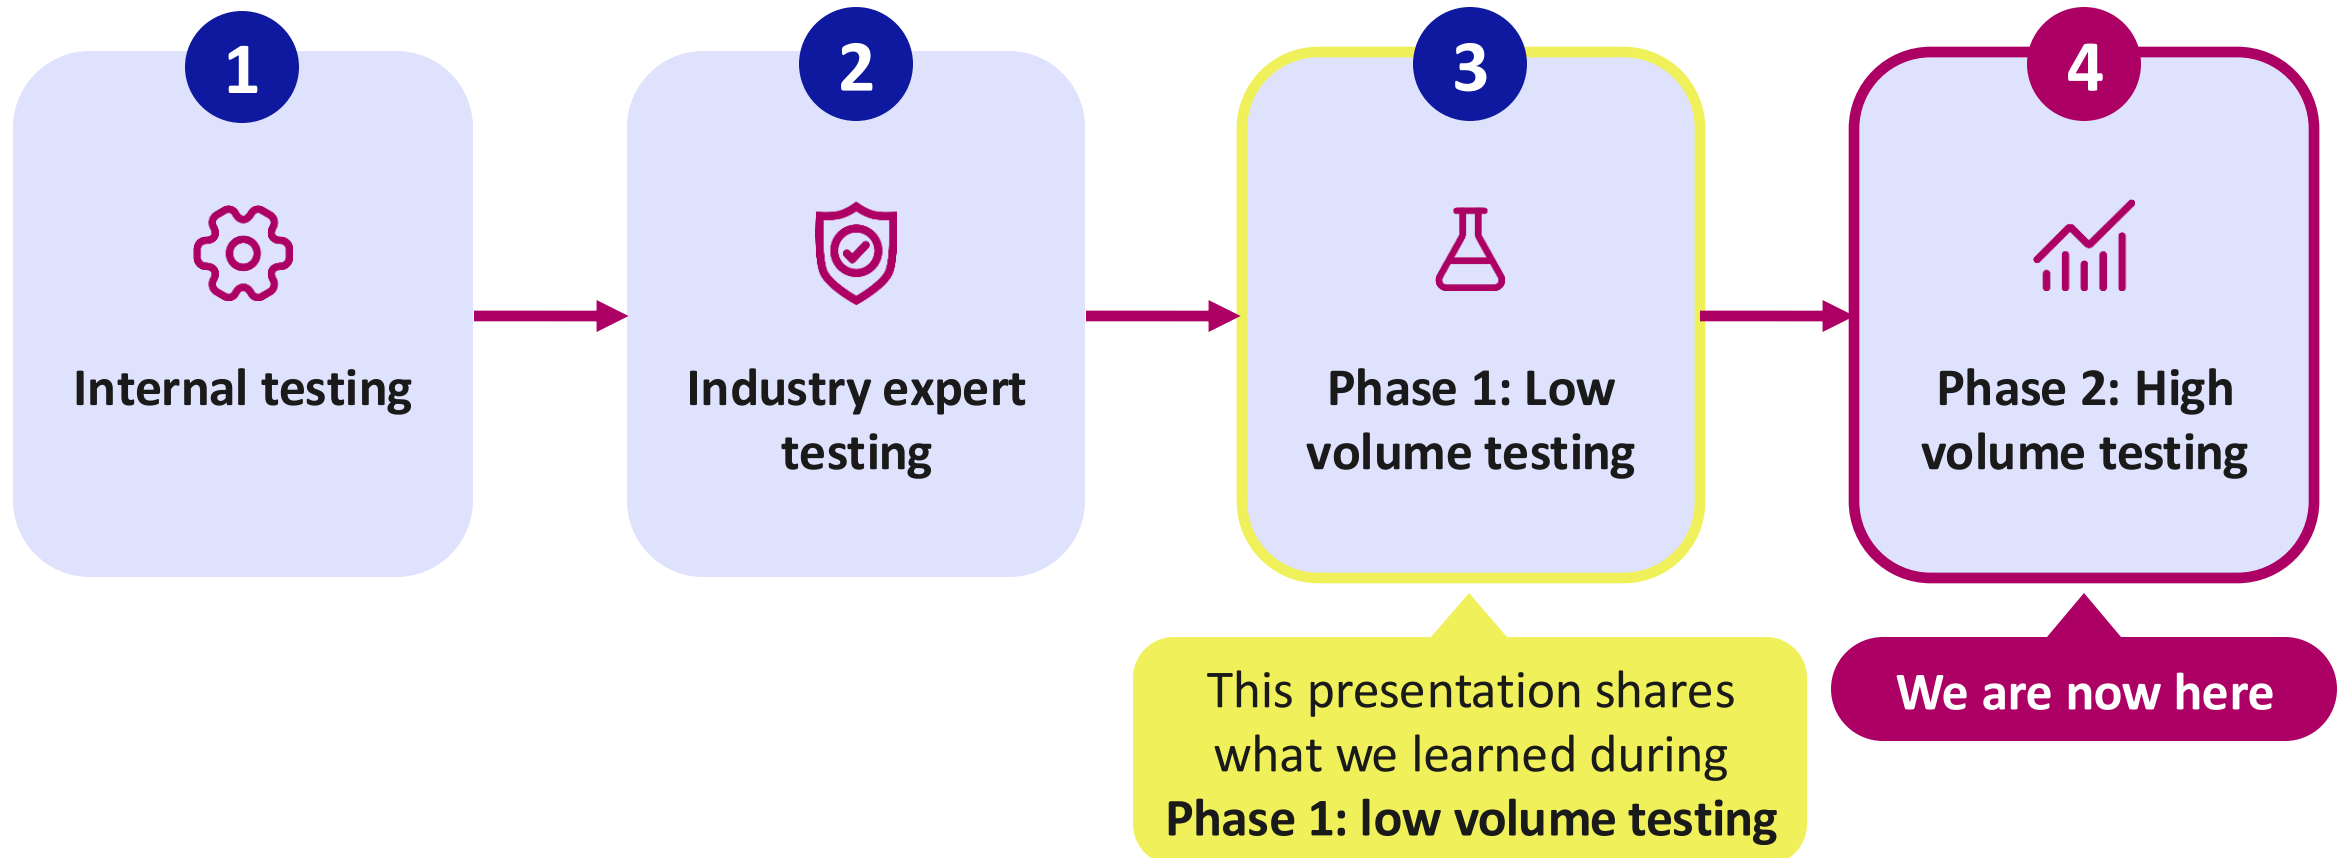 1
Internal testing
2
Industry expert
testing
3
Phase 1: Low
volume testing
4
Phase 2: High
volume testing
This presentation shares
what we learned during
Phase 1: low volume testing
We are now here